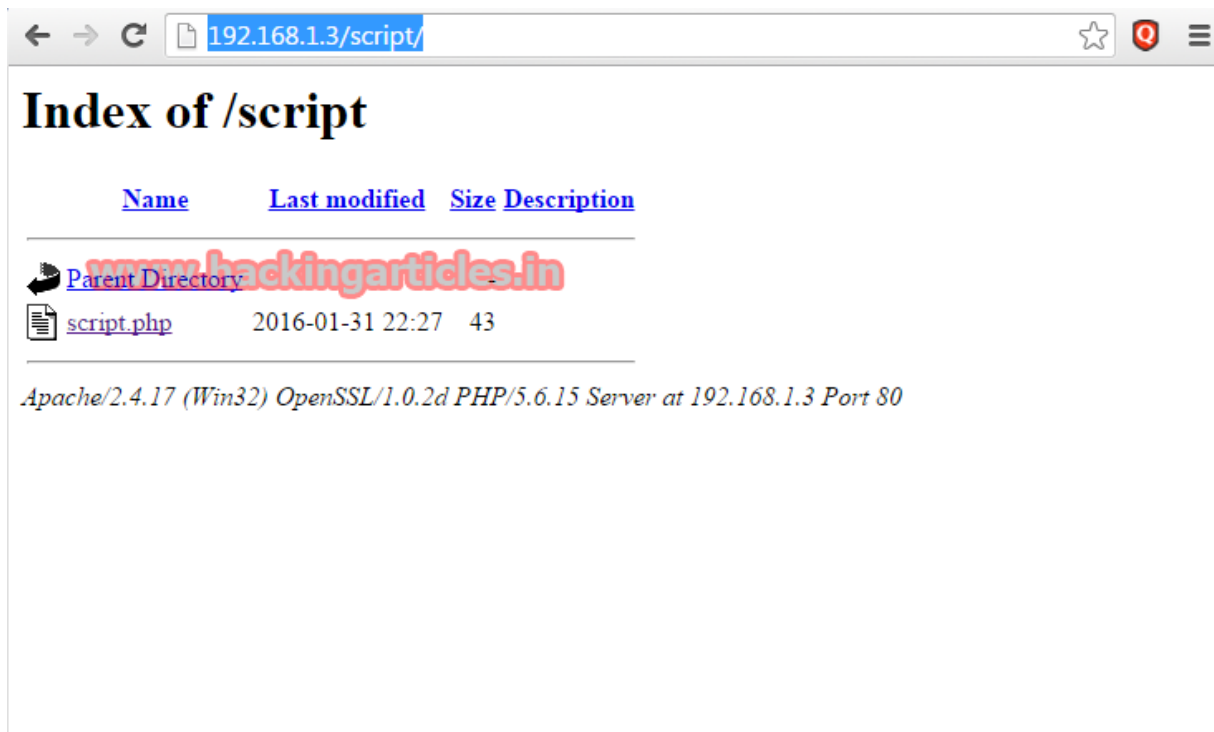 192.168.1.3/script/
Index of /script
Name Last modified Size Description
Parent Directory -
www.hackingarticles.in
script.php 2016-01-31 22:27 43
Apache/2.4.17 (Win32) OpenSSL/1.0.2d PHP/5.6.15 Server at 192.168.1.3 Port 80